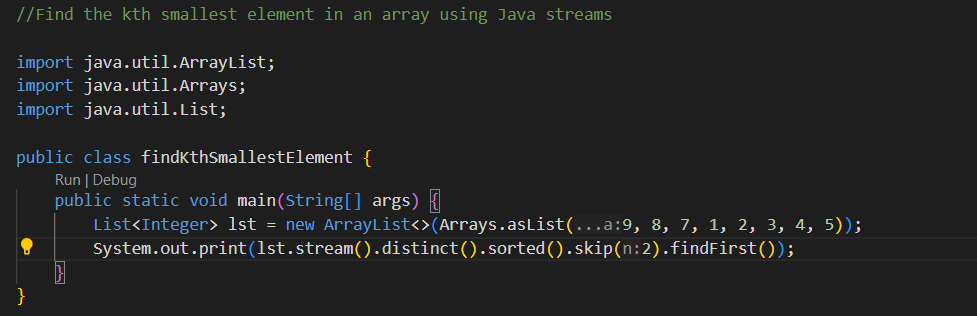 //Find the kth smallest element in an array using Java streams
import java.util.ArrayList;
import java.util.Arrays;
import java.util.List;
public class findKthSmallestElement {
Run | Debug
public static void main(String[] args) {
List<Integer> lst = new ArrayList<>(Arrays.asList(...a:9, 8, 7, 1, 2, 3, 4, 5));
System.out.print(lst.stream().distinct().sorted().skip(n:2).findFirst());
}
}